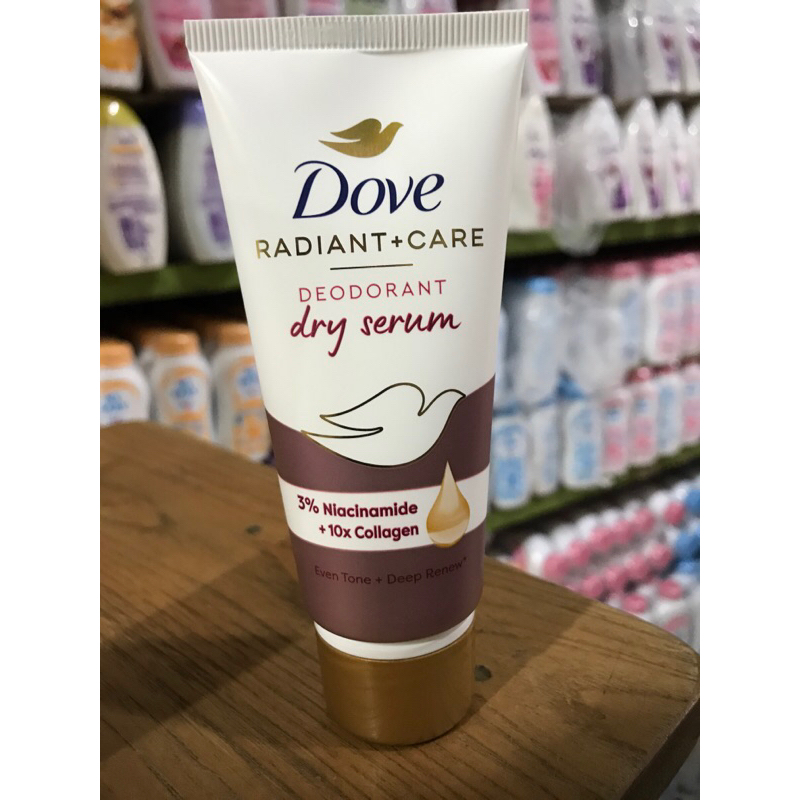 Dove
RADIANT+CARE
DEODORANT
dry serum
3% Niacinamide
+ 10x Collagen
Even Tone + Deep Renew*